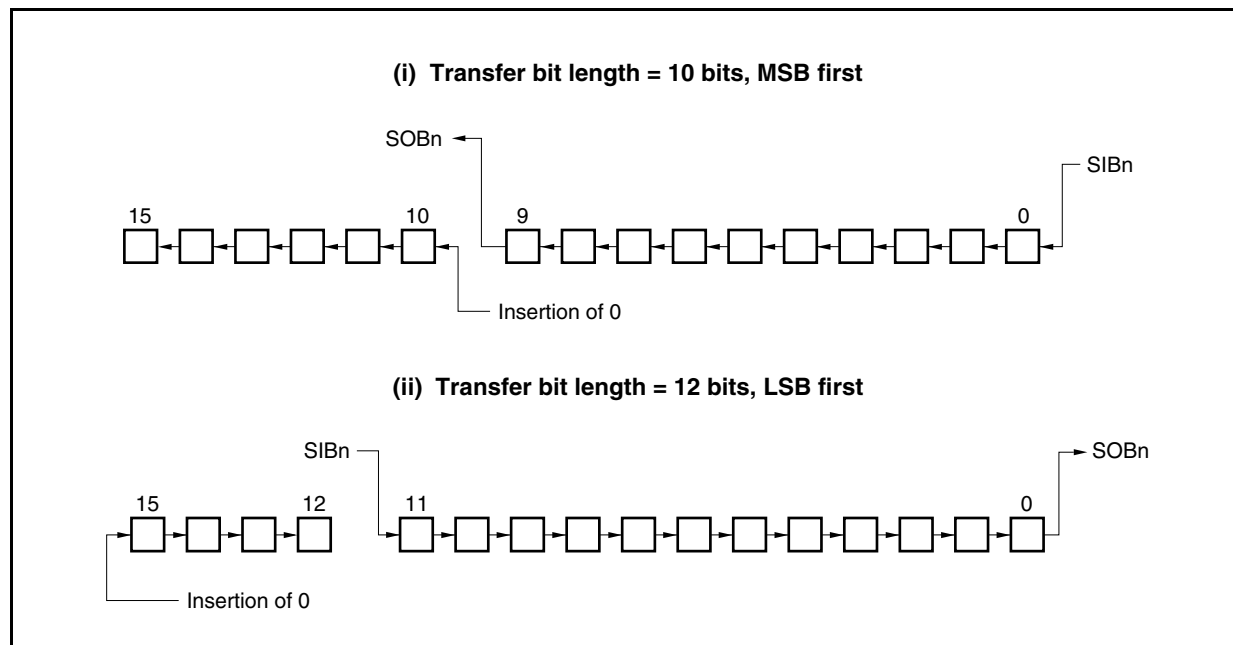 (i) Transfer bit length = 10 bits, MSB first
SOBn
SIBn
15 10 9 0
Insertion of 0
(ii) Transfer bit length = 12 bits, LSB first
SIBn SOBn
15 12 11 0
Insertion of 0